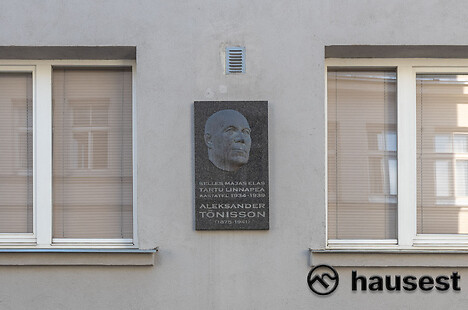 SELLES MAJAS ELAS
TARTU LINNAPEA
AASTATEL 1934-1939
ALEKSANDER
TÕNISSON
(1875-1941)
hausest